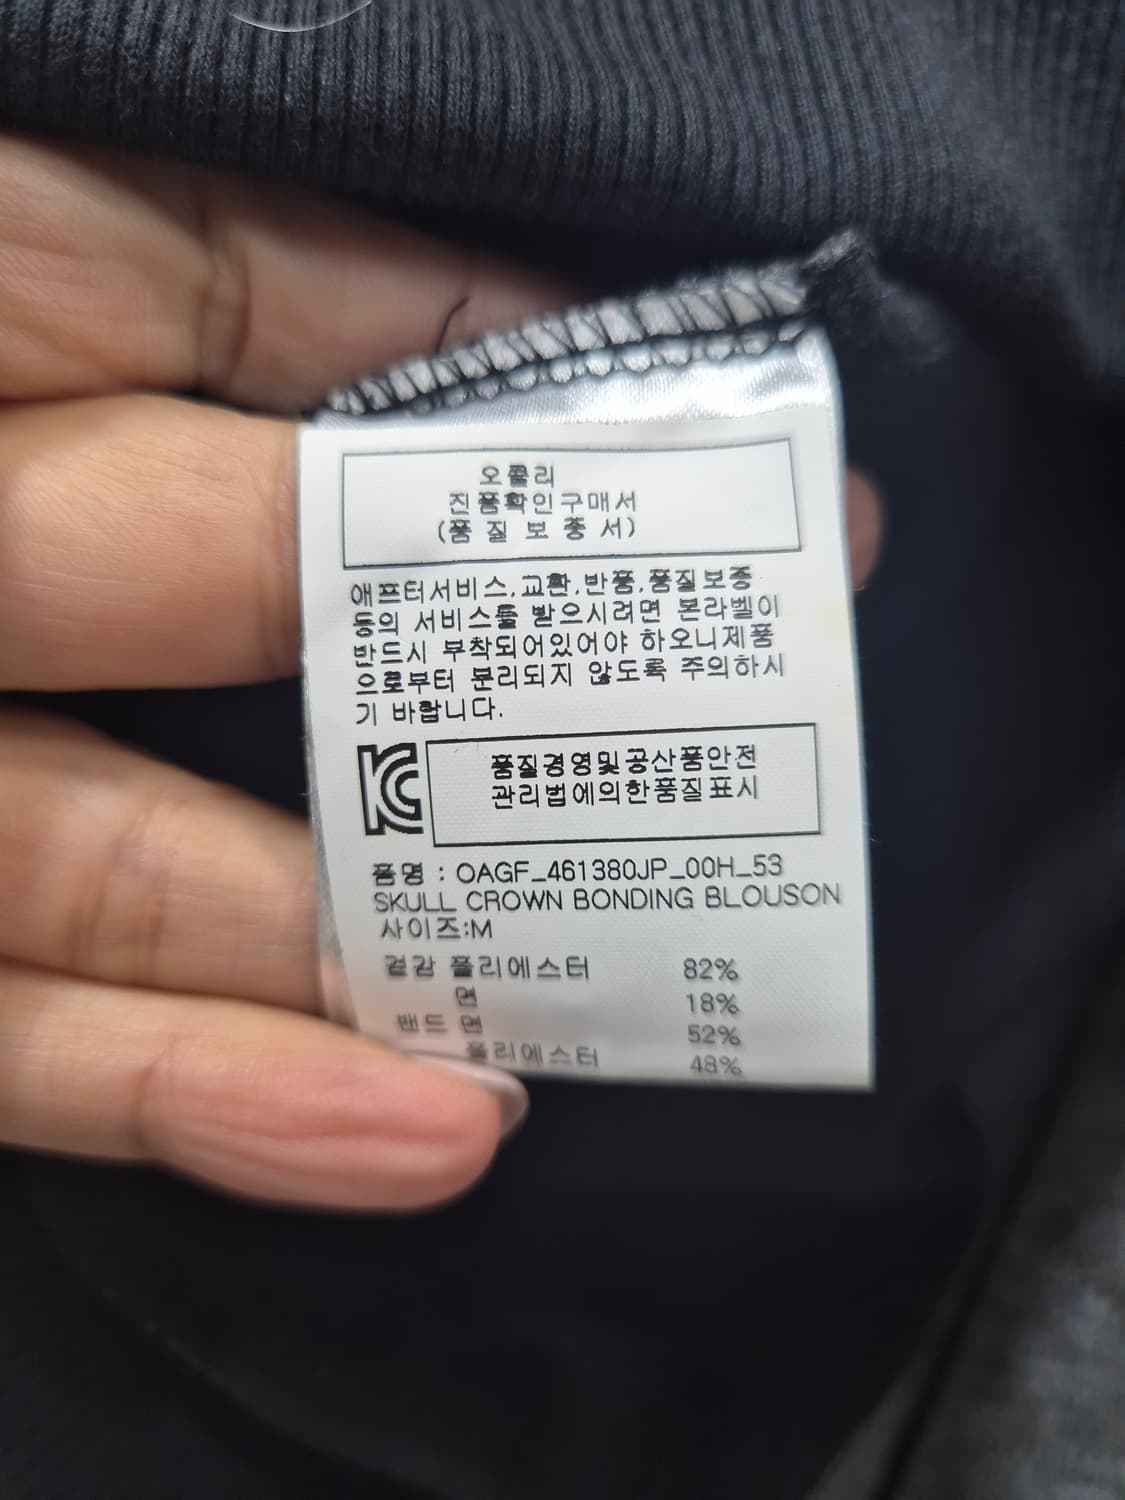 오클리
진품확인구매서
(품 질 보 증 서)
애프터서비스,교환,반품,품질보증
등의 서비스를 받으시려면 본라벨이
반드시 부착되어있어야 하오니제품
으로부터 분리되지 않도록 주의하시
기 바랍니다.
품질경영및공산품안전
관리법에의한품질표시
품명 : OAGF_461380JP_00H_53
SKULL CROWN BONDING BLOUSON
사이즈:M
겉감 폴리에스터 82%
면 18%
밴드 면 52%
폴리에스터 48%